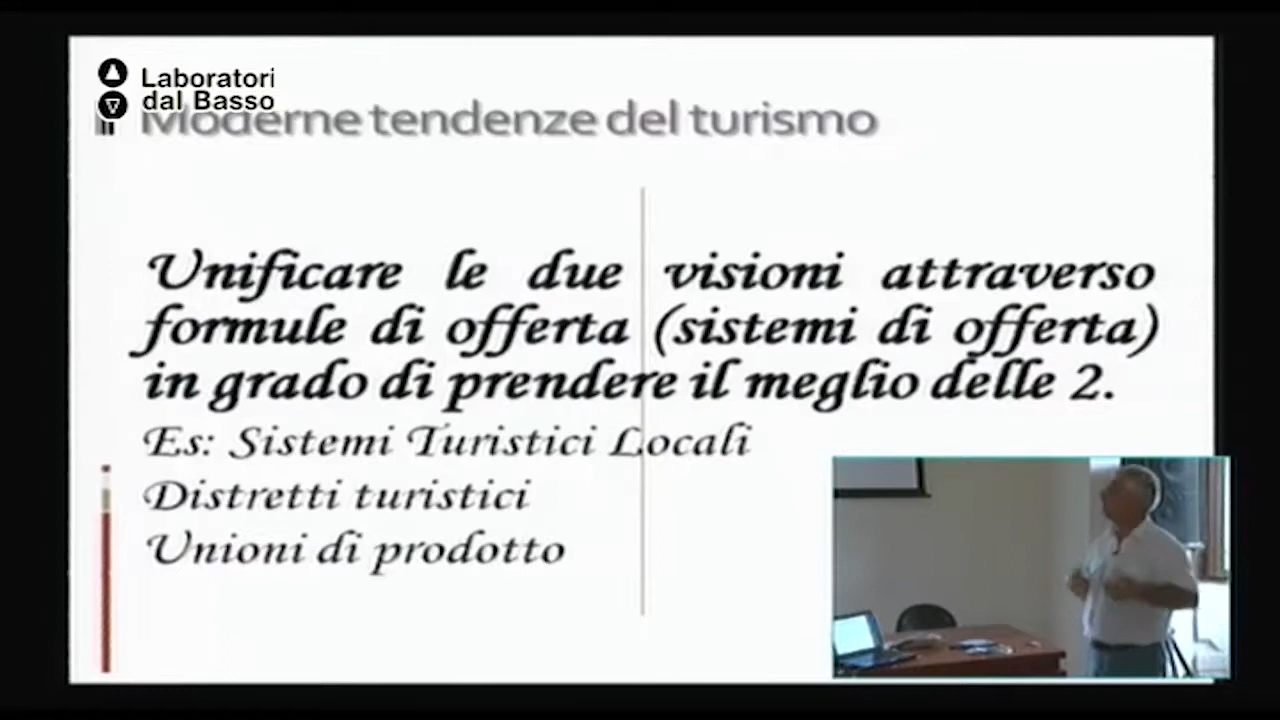 Laboratori
dal Basso
Moderne tendenze del turismo
Unificare le due visioni attraverso
formule di offerta (sistemi di offerta)
in grado di prendere il meglio delle 2.
Es: Sistemi Turistici Locali
Distretti turistici
Unioni di prodotto